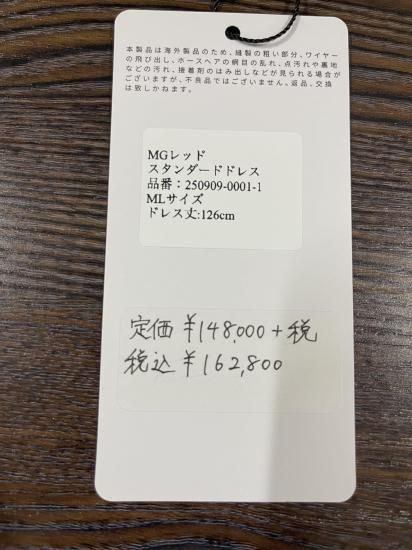 本製品は海外製品のため、縫製の粗い部分、ワイヤー
の飛び出し、ホースヘアの網目の乱れ、点汚れや裏地
などの汚れ、接着剤のはみ出しなどが見られる場合が
ございますが、不良品ではございません。返品、交換
は致しかねます。
MGレッド
スタンダードドレス
品番：250909-0001-1
MLサイズ
ドレス丈:126cm
定価 ¥148,000+税
税込 ¥162,800